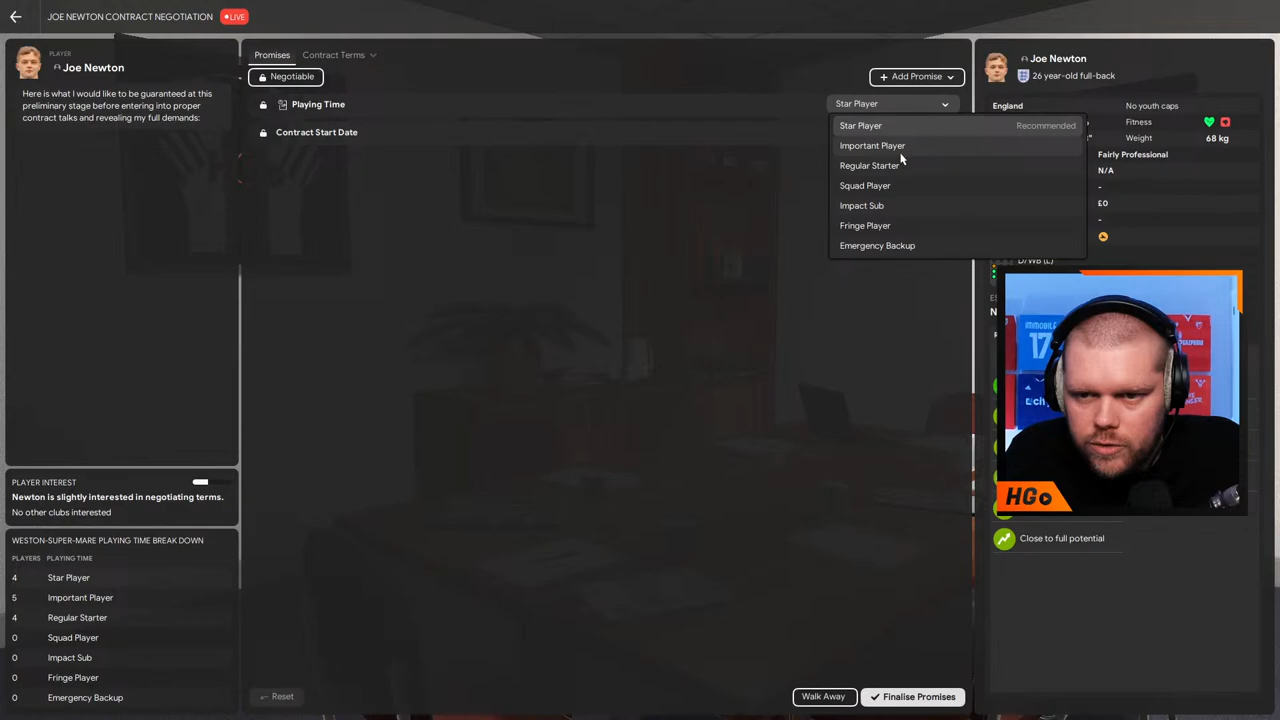 JOE NEWTON CONTRACT NEGOTIATION
LIVE
PLAYER
Joe Newton
Here is what I would like to be guaranteed at this
preliminary stage before entering into proper
contract talks and revealing my full demands:
PLAYER INTEREST
Newton is slightly interested in negotiating terms.
No other clubs interested
WESTON-SUPER-MARE PLAYING TIME BREAK DOWN
PLAYERS PLAYING TIME
4 Star Player
5 Important Player
4 Regular Starter
0 Squad Player
0 Impact Sub
0 Fringe Player
0 Emergency Backup
Promises Contract Terms
Negotiable
+ Add Promise
Playing Time Star Player
Contract Start Date
Star Player Recommended
Important Player
Regular Starter
Squad Player
Impact Sub
Fringe Player
Emergency Backup
Reset
Walk Away
Finalise Promises
Joe Newton
26 year-old full-back
England No youth caps
Fitness
Weight 68 kg
Fairly Professional
N/A
-
£0
-
D/WB (L)
IMMOBILE
17
HGO
Close to full potential